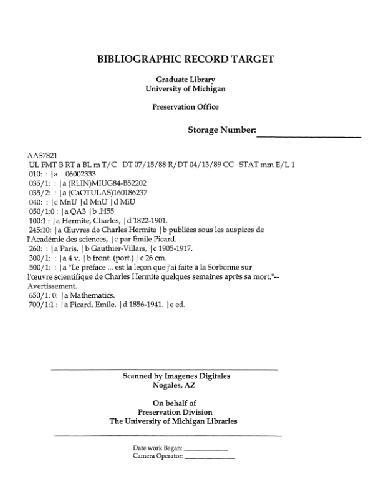 BIBLIOGRAPHIC RECORD TARGET
Graduate Library
University of Michigan
Preservation Office
Storage Number:
AAS7821
UL FMT B RT a BL m T/C DT 07/15/88 R/DT 04/13/89 CC STAT mm E/L 1
010: : |a 06002333
035/1: : |a (RLIN)MIUG84-B52202
035/2: : |a (CaOTULAS)160186237
040: : |c MnU |d MnU |d MiU
050/1:0 : |a QA3 |b .H55
100:1 : |a Hermite, Charles, |d 1822-1901.
245:10: |a Œuvres de Charles Hermite |b publiées sous les auspices de
l'Académie des sciences, |c par Emile Picard.
260: : |a Paris, |b Gauthier-Villars, |c 1905-1917.
300/1: : |a 4 v. |b front. (port.) |c 26 cm.
500/1: : |a "Le préface ... est la leçon que j'ai faite à la Sorbonne sur
l'œuvre scientifique de Charles Hermite quelques semaines après sa mort."--
Avertissement.
650/1: 0: |a Mathematics.
700/1:1 : |a Picard, Emile, |d 1856-1941. |e ed.
Scanned by Imagenes Digitales
Nogales, AZ
On behalf of
Preservation Division
The University of Michigan Libraries
Date work Began:
Camera Operator: